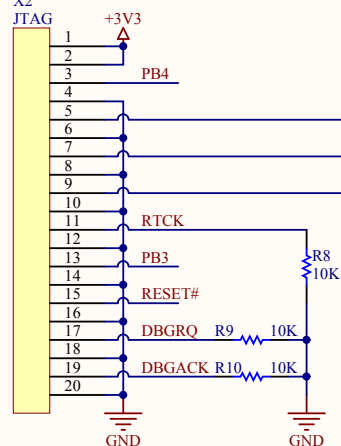 X2
JTAG
+3V3
1
2
3 PB4
4
5
6
7
8
9
10
11 RTCK
12
R8
13 PB3
10K
14
15 RESET#
16
17 DBGRQ R9 10K
18
19 DBGACK R10 10K
20
GND GND